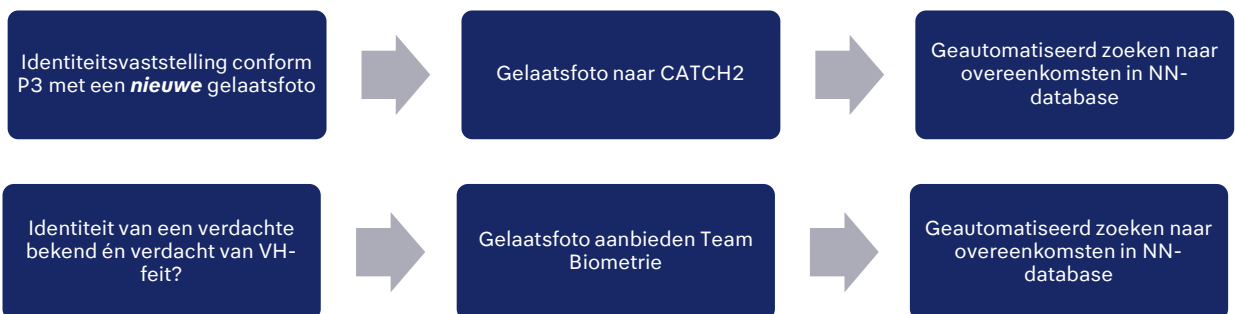 Identiteitsvaststelling conform
P3 met een nieuwe gelaatsfoto
Gelaatsfoto naar CATCH2
Geautomatiseerd zoeken naar
overeenkomsten in NN-
database
Identiteit van een verdachte
bekend én verdacht van VH-
feit?
Gelaatsfoto aanbieden Team
Biometrie
Geautomatiseerd zoeken naar
overeenkomsten in NN-
database